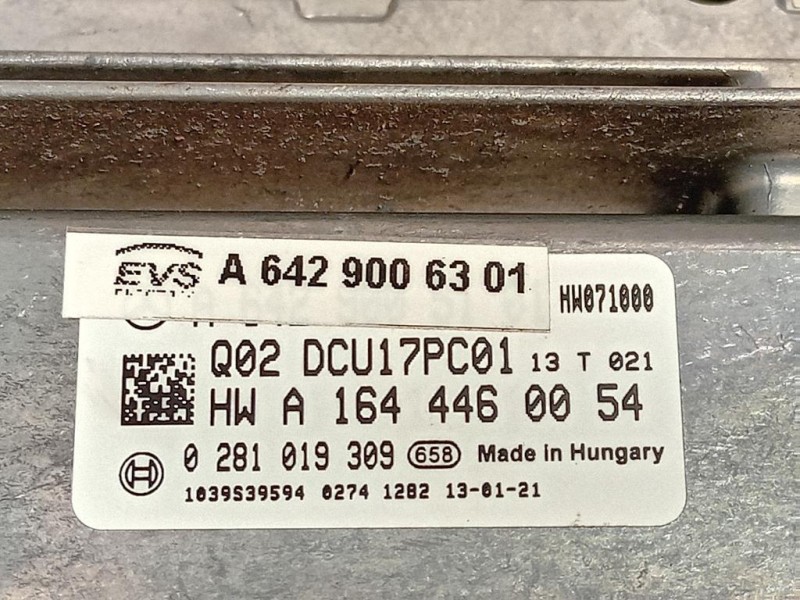 EVS A 642 900 63 01
HW071000
Q02 DCU17PC01 13 T 021
HW A 164 446 00 54
0 281 019 309 658 Made in Hungary
1039S39594 0274 1282 13-01-21